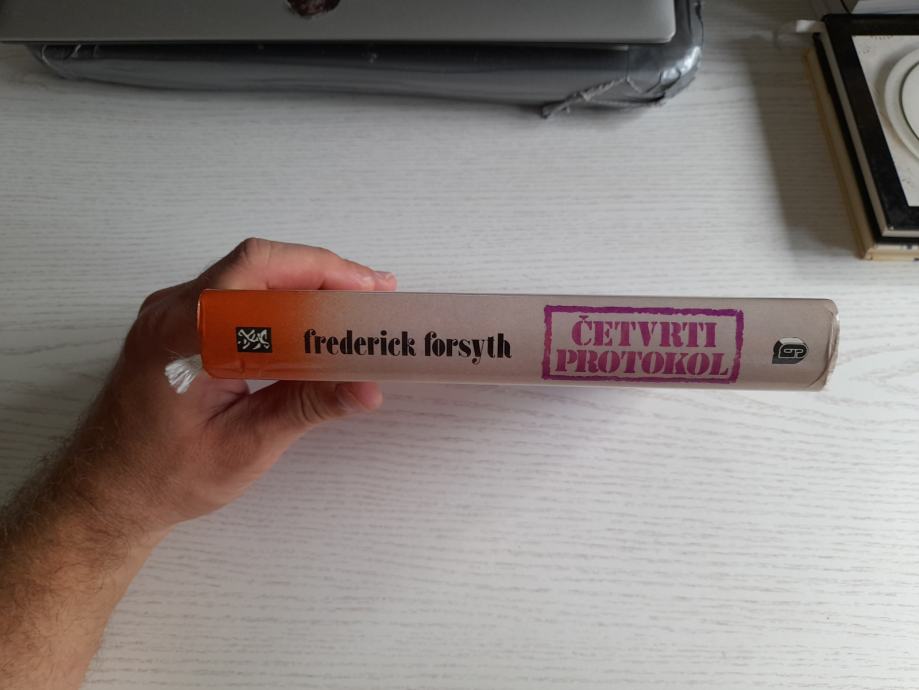 frederick forsyth
ČETVRTI
PROTOKOL